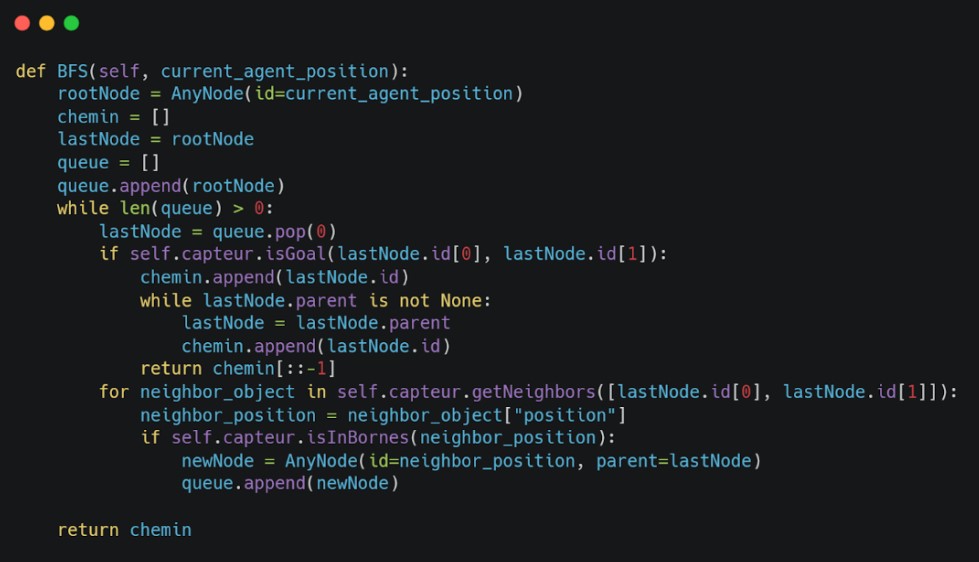 def BFS(self, current_agent_position):
    rootNode = AnyNode(id=current_agent_position)
    chemin = []
    lastNode = rootNode
    queue = []
    queue.append(rootNode)
    while len(queue) > 0:
        lastNode = queue.pop(0)
        if self.capteur.isGoal(lastNode.id[0], lastNode.id[1]):
            chemin.append(lastNode.id)
            while lastNode.parent is not None:
                lastNode = lastNode.parent
                chemin.append(lastNode.id)
            return chemin[::-1]
        for neighbor_object in self.capteur.getNeighbors([lastNode.id[0], lastNode.id[1]]):
            neighbor_position = neighbor_object["position"]
            if self.capteur.isInBornes(neighbor_position):
                newNode = AnyNode(id=neighbor_position, parent=lastNode)
                queue.append(newNode)

    return chemin